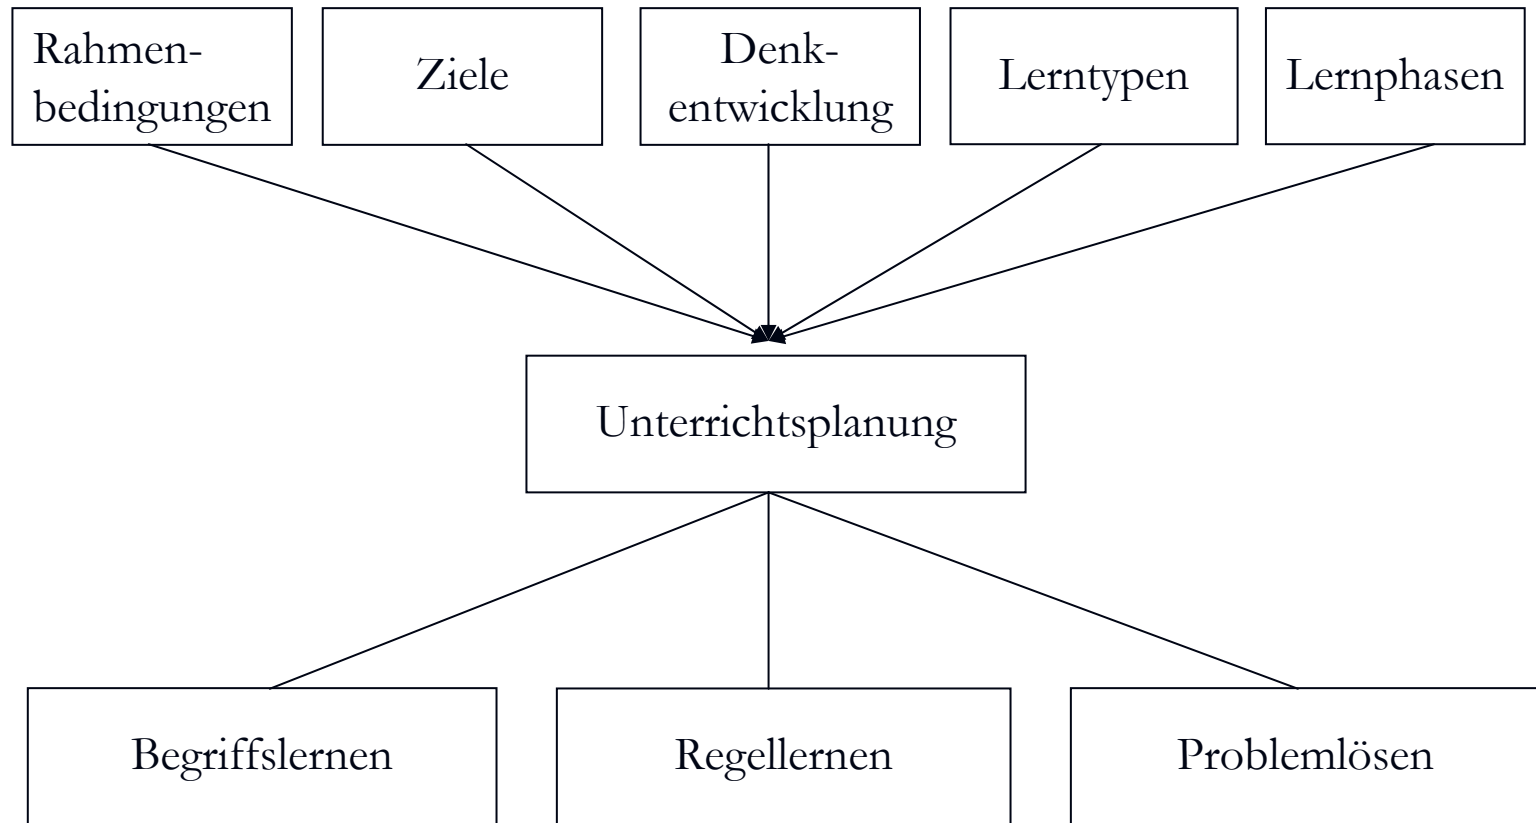 Rahmen-
bedingungen
Ziele
Denk-
entwicklung
Lerntypen
Lernphasen
Unterrichtsplanung
Begriffslernen
Regellernen
Problemlösen